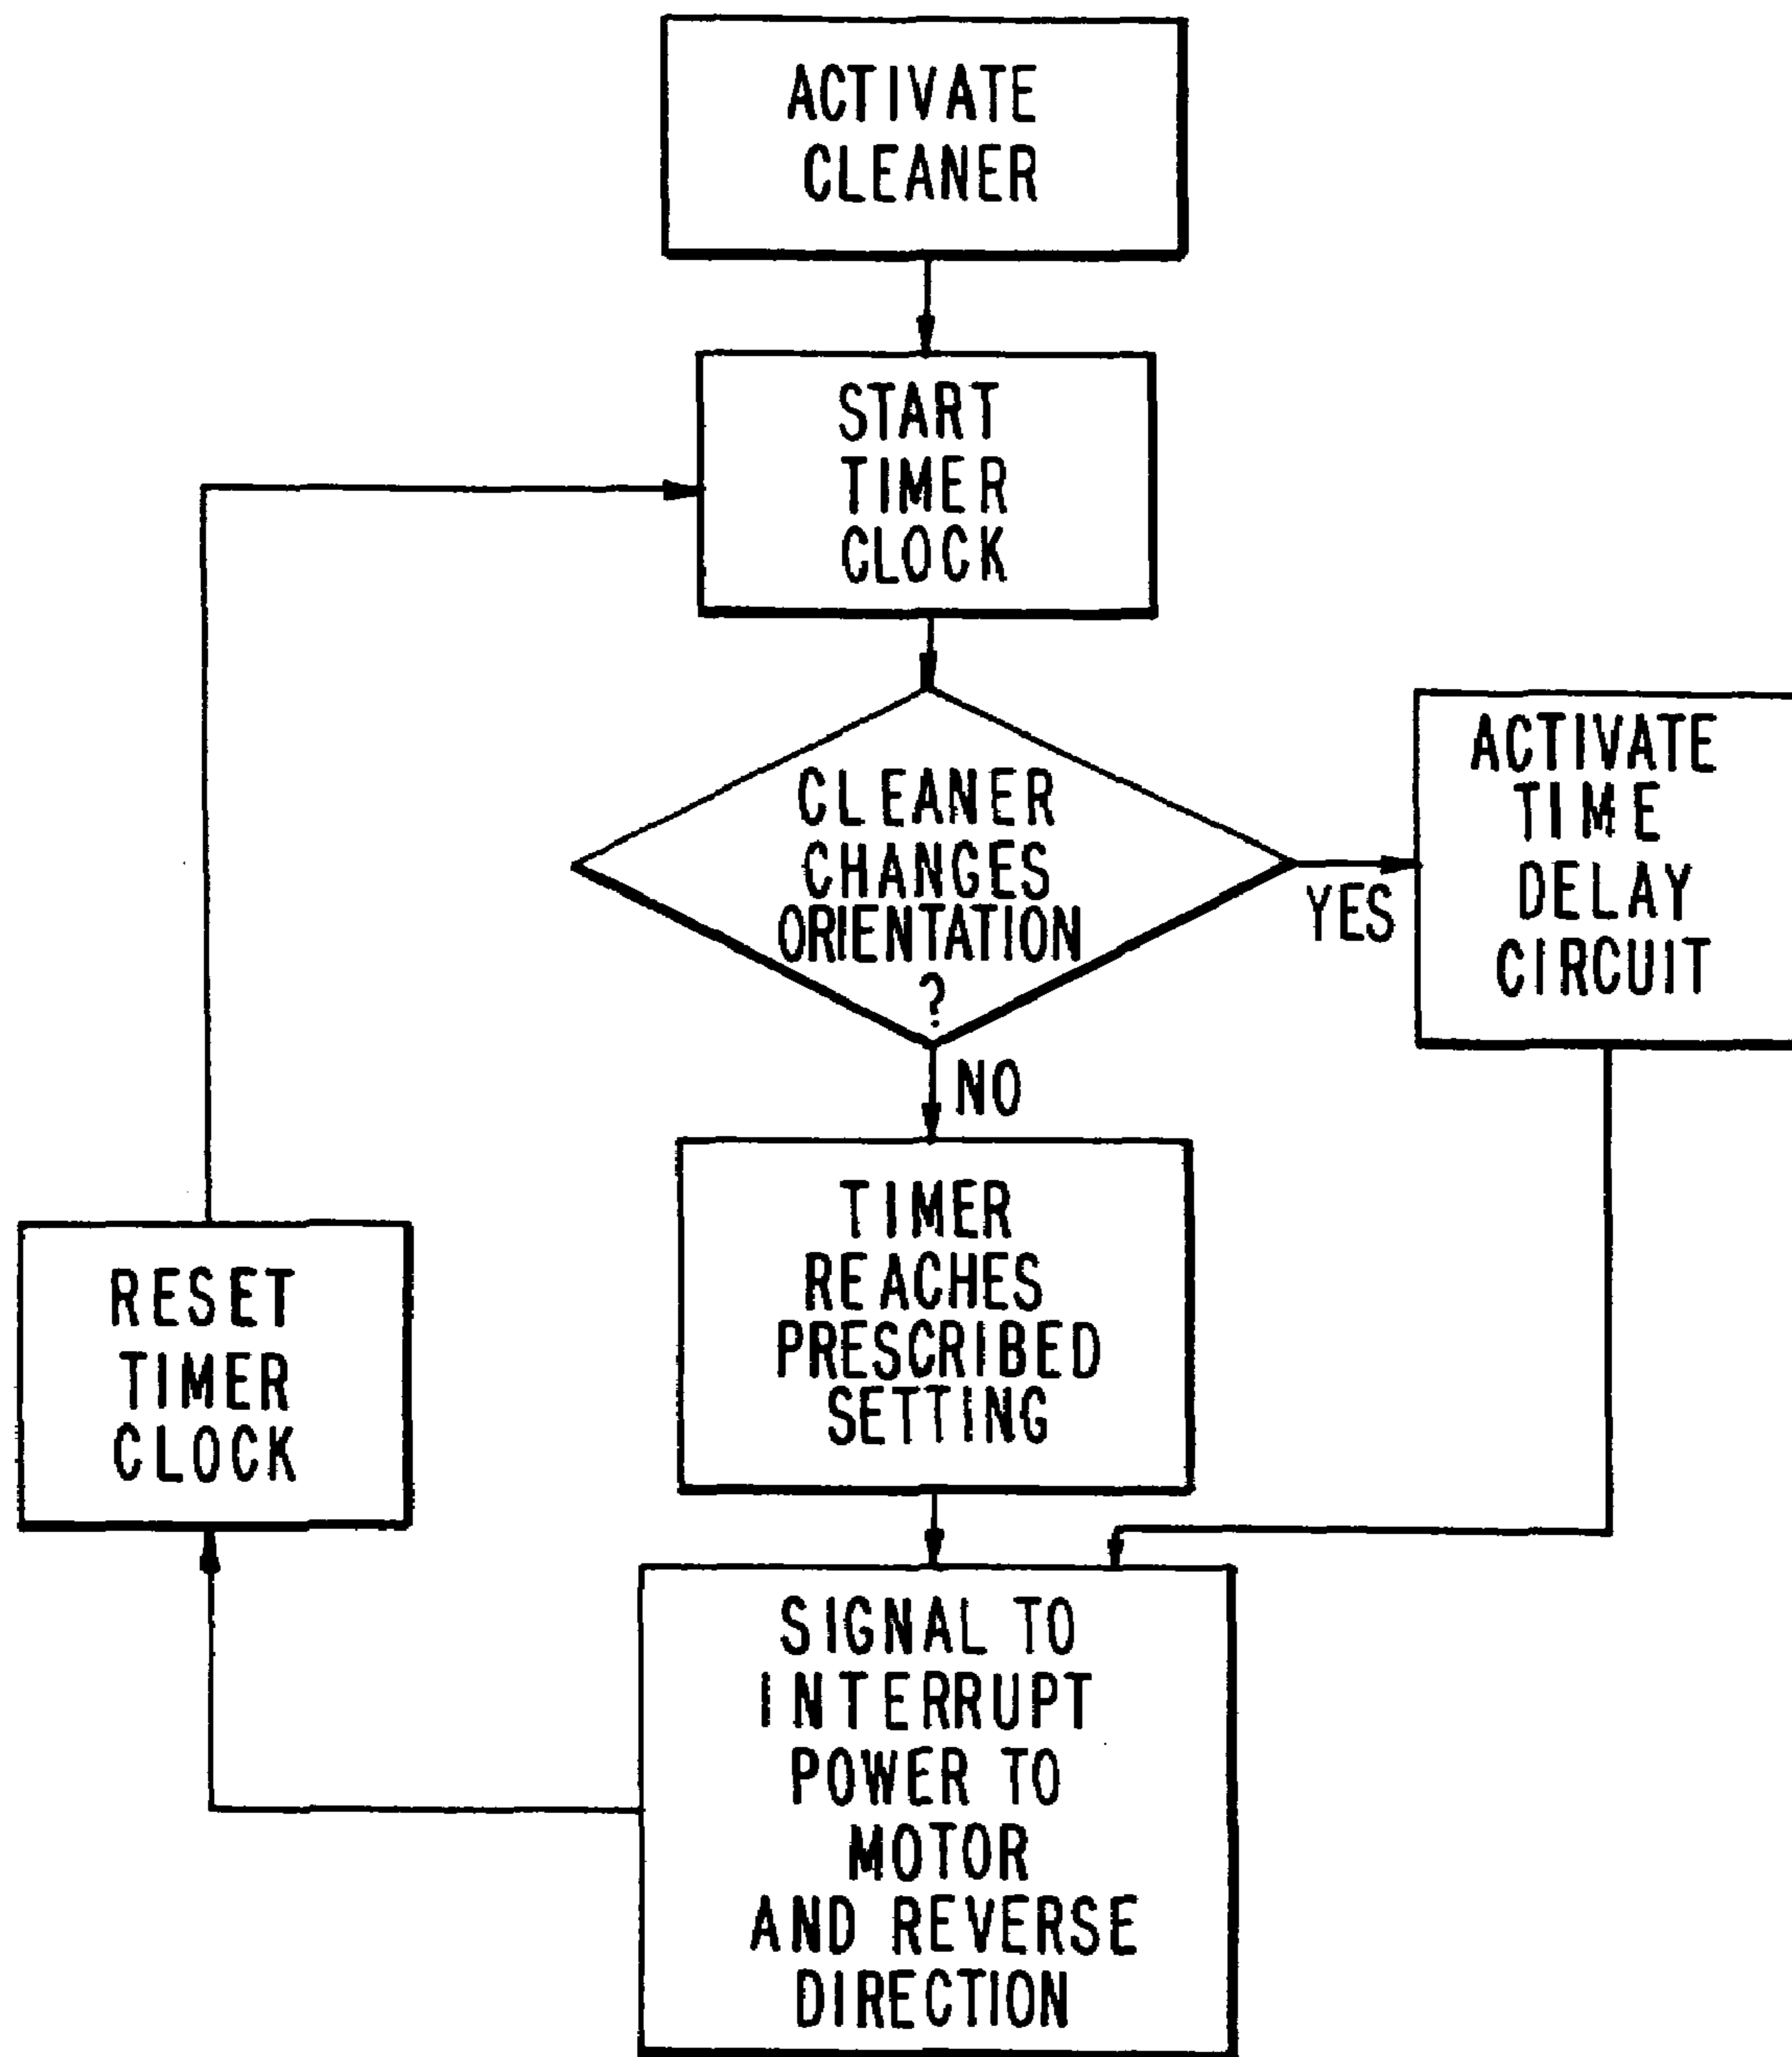 ACTIVATE
CLEANER
START
TIMER
CLOCK
CLEANER
CHANGES
ORIENTATION
?
YES
ACTIVATE
TIME
DELAY
CIRCUIT
NO
TIMER
REACHES
PRESCRIBED
SETTING
RESET
TIMER
CLOCK
SIGNAL TO
INTERRUPT
POWER TO
MOTOR
AND REVERSE
DIRECTION